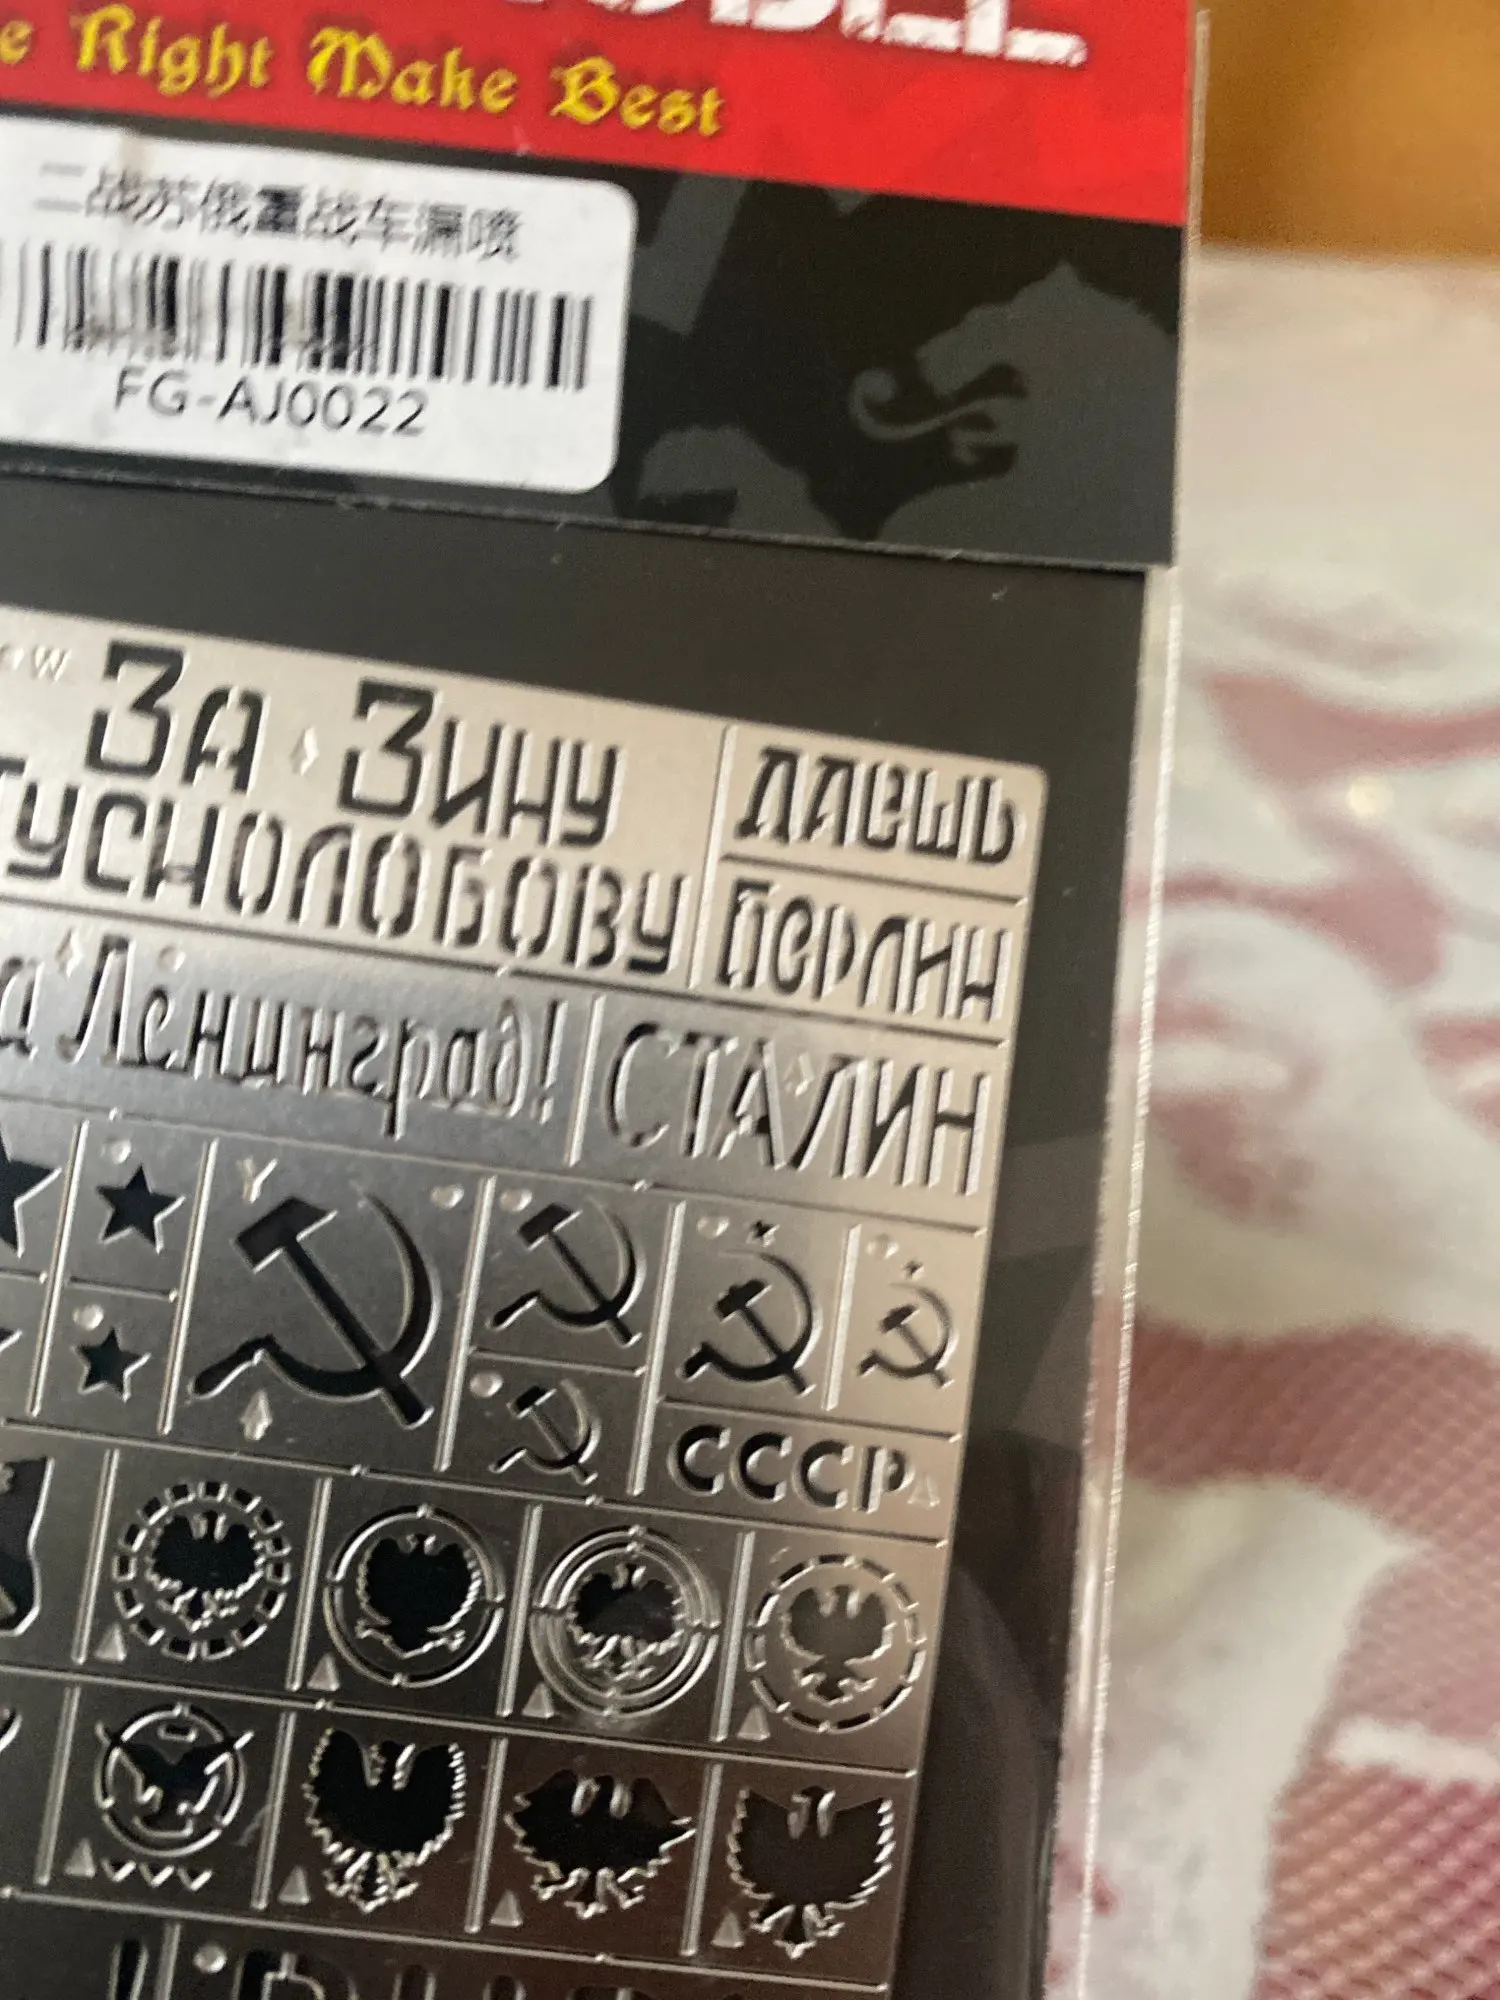 Right Make Best
二战苏俄重战车漏喷
FG-AJ0022
W
За Зину
ТУСНОЛОБОВУ
ДАЕШЬ
БЕРЛИН
а Ленинград!
СТАЛИН
Y
СССР